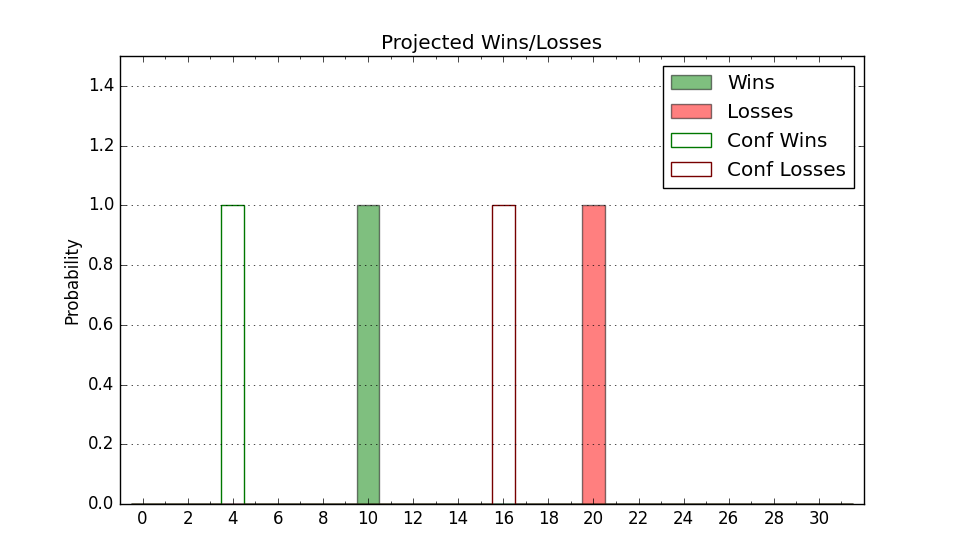 Projected Wins/Losses
1.4
1.2
1.0
0.8
0.6
0.4
0.2
0.0
Probability
Wins
Losses
Conf Wins
Conf Losses
0 2 4 6 8 10 12 14 16 18 20 22 24 26 28 30